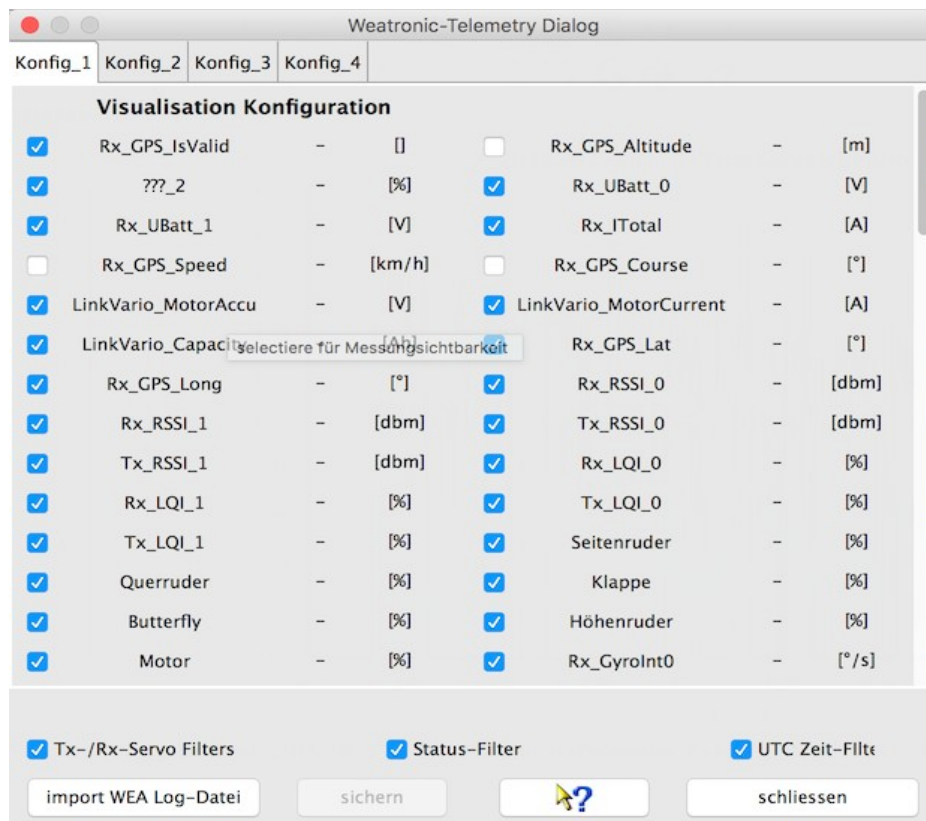 Weatronic-Telemetry Dialog
Konfig_1 Konfig_2 Konfig_3 Konfig_4
Visualisation Konfiguration
Rx_GPS_IsValid - [] Rx_GPS_Altitude - [m]
???_2 - [%] Rx_UBatt_0 - [V]
Rx_UBatt_1 - [V] Rx_ITotal - [A]
Rx_GPS_Speed - [km/h] Rx_GPS_Course - [°]
LinkVario_MotorAccu - [V] LinkVario_MotorCurrent - [A]
LinkVario_Capacity - [Ah] Rx_GPS_Lat - [°]
selectiere für Messungsichtbarkeit
Rx_GPS_Long - [°] Rx_RSSI_0 - [dbm]
Rx_RSSI_1 - [dbm] Tx_RSSI_0 - [dbm]
Tx_RSSI_1 - [dbm] Rx_LQI_0 - [%]
Rx_LQI_1 - [%] Tx_LQI_0 - [%]
Tx_LQI_1 - [%] Seitenruder - [%]
Querruder - [%] Klappe - [%]
Butterfly - [%] Höhenruder - [%]
Motor - [%] Rx_GyroInt0 - [°/s]
Tx-/Rx-Servo Filters Status-Filter UTC Zeit-FIlte
import WEA Log-Datei sichern ? schliessen